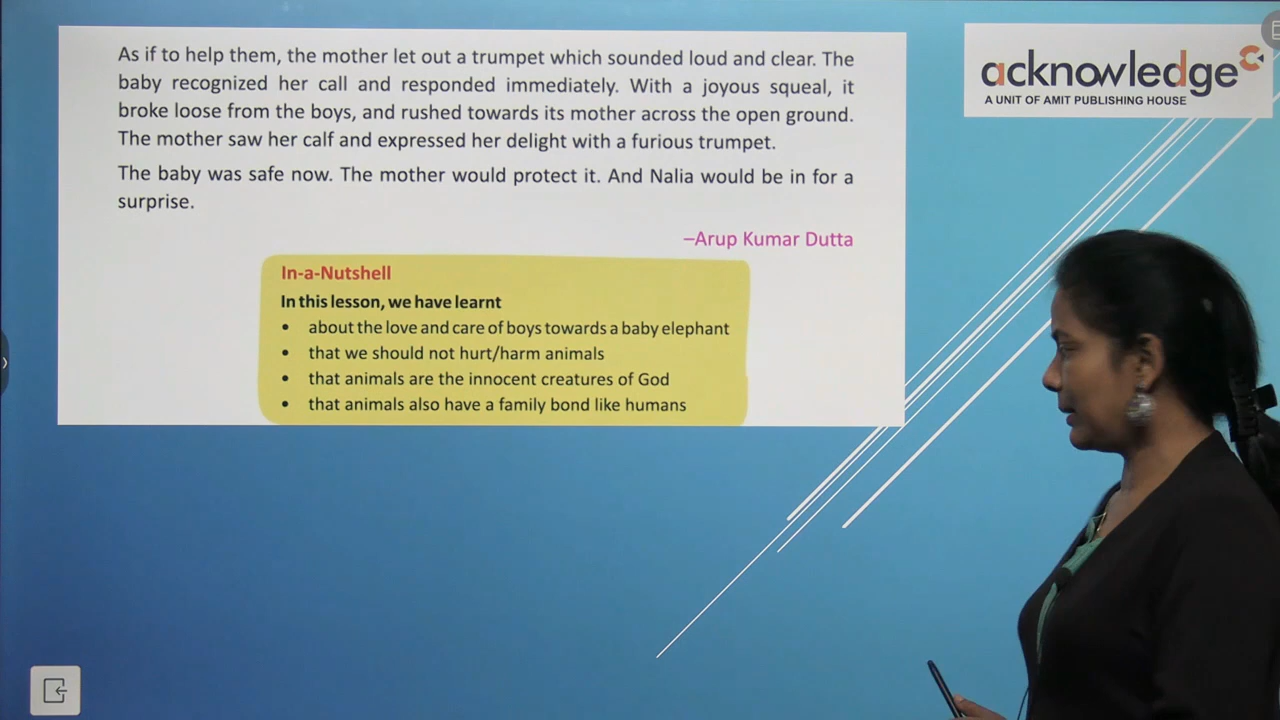 As if to help them, the mother let out a trumpet which sounded loud and clear. The
baby recognized her call and responded immediately. With a joyous squeal, it
broke loose from the boys, and rushed towards its mother across the open ground.
The mother saw her calf and expressed her delight with a furious trumpet.
The baby was safe now. The mother would protect it. And Nalia would be in for a
surprise.
–Arup Kumar Dutta
In-a-Nutshell
In this lesson, we have learnt
• about the love and care of boys towards a baby elephant
• that we should not hurt/harm animals
• that animals are the innocent creatures of God
• that animals also have a family bond like humans
acknowledge
A UNIT OF AMIT PUBLISHING HOUSE